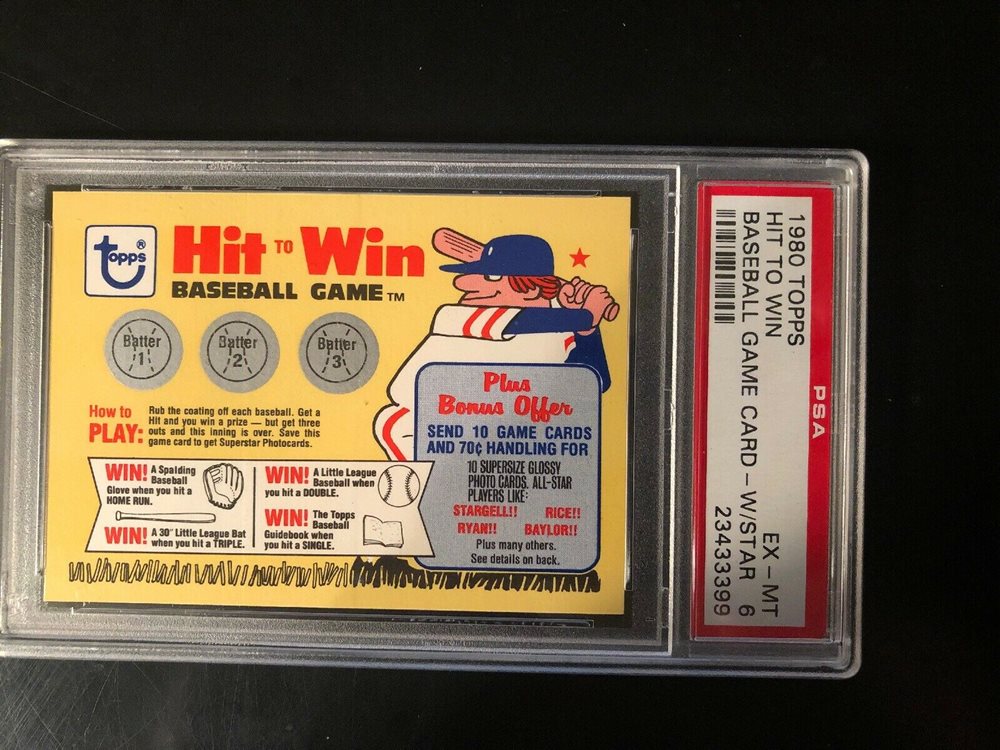 topps®
Hit TO Win
BASEBALL GAME TM
Batter 1
Batter 2
Batter 3
How to PLAY:
Rub the coating off each baseball. Get a
Hit and you win a prize — but get three
outs and this inning is over. Save this
game card to get Superstar Photocards.
WIN! A Spalding
Baseball
Glove when you hit a
HOME RUN.
WIN! A 30" Little League Bat
when you hit a TRIPLE.
WIN! A Little League
Baseball when
you hit a DOUBLE.
WIN! The Topps
Baseball
Guidebook when
you hit a SINGLE.
Plus
Bonus Offer
SEND 10 GAME CARDS
AND 70¢ HANDLING FOR
10 SUPERSIZE GLOSSY
PHOTO CARDS. ALL-STAR
PLAYERS LIKE:
STARGELL!! RICE!!
RYAN!! BAYLOR!!
Plus many others.
See details on back.
PSA
1980 TOPPS
HIT TO WIN EX-MT
BASEBALL GAME CARD-W/STAR 6
23433399